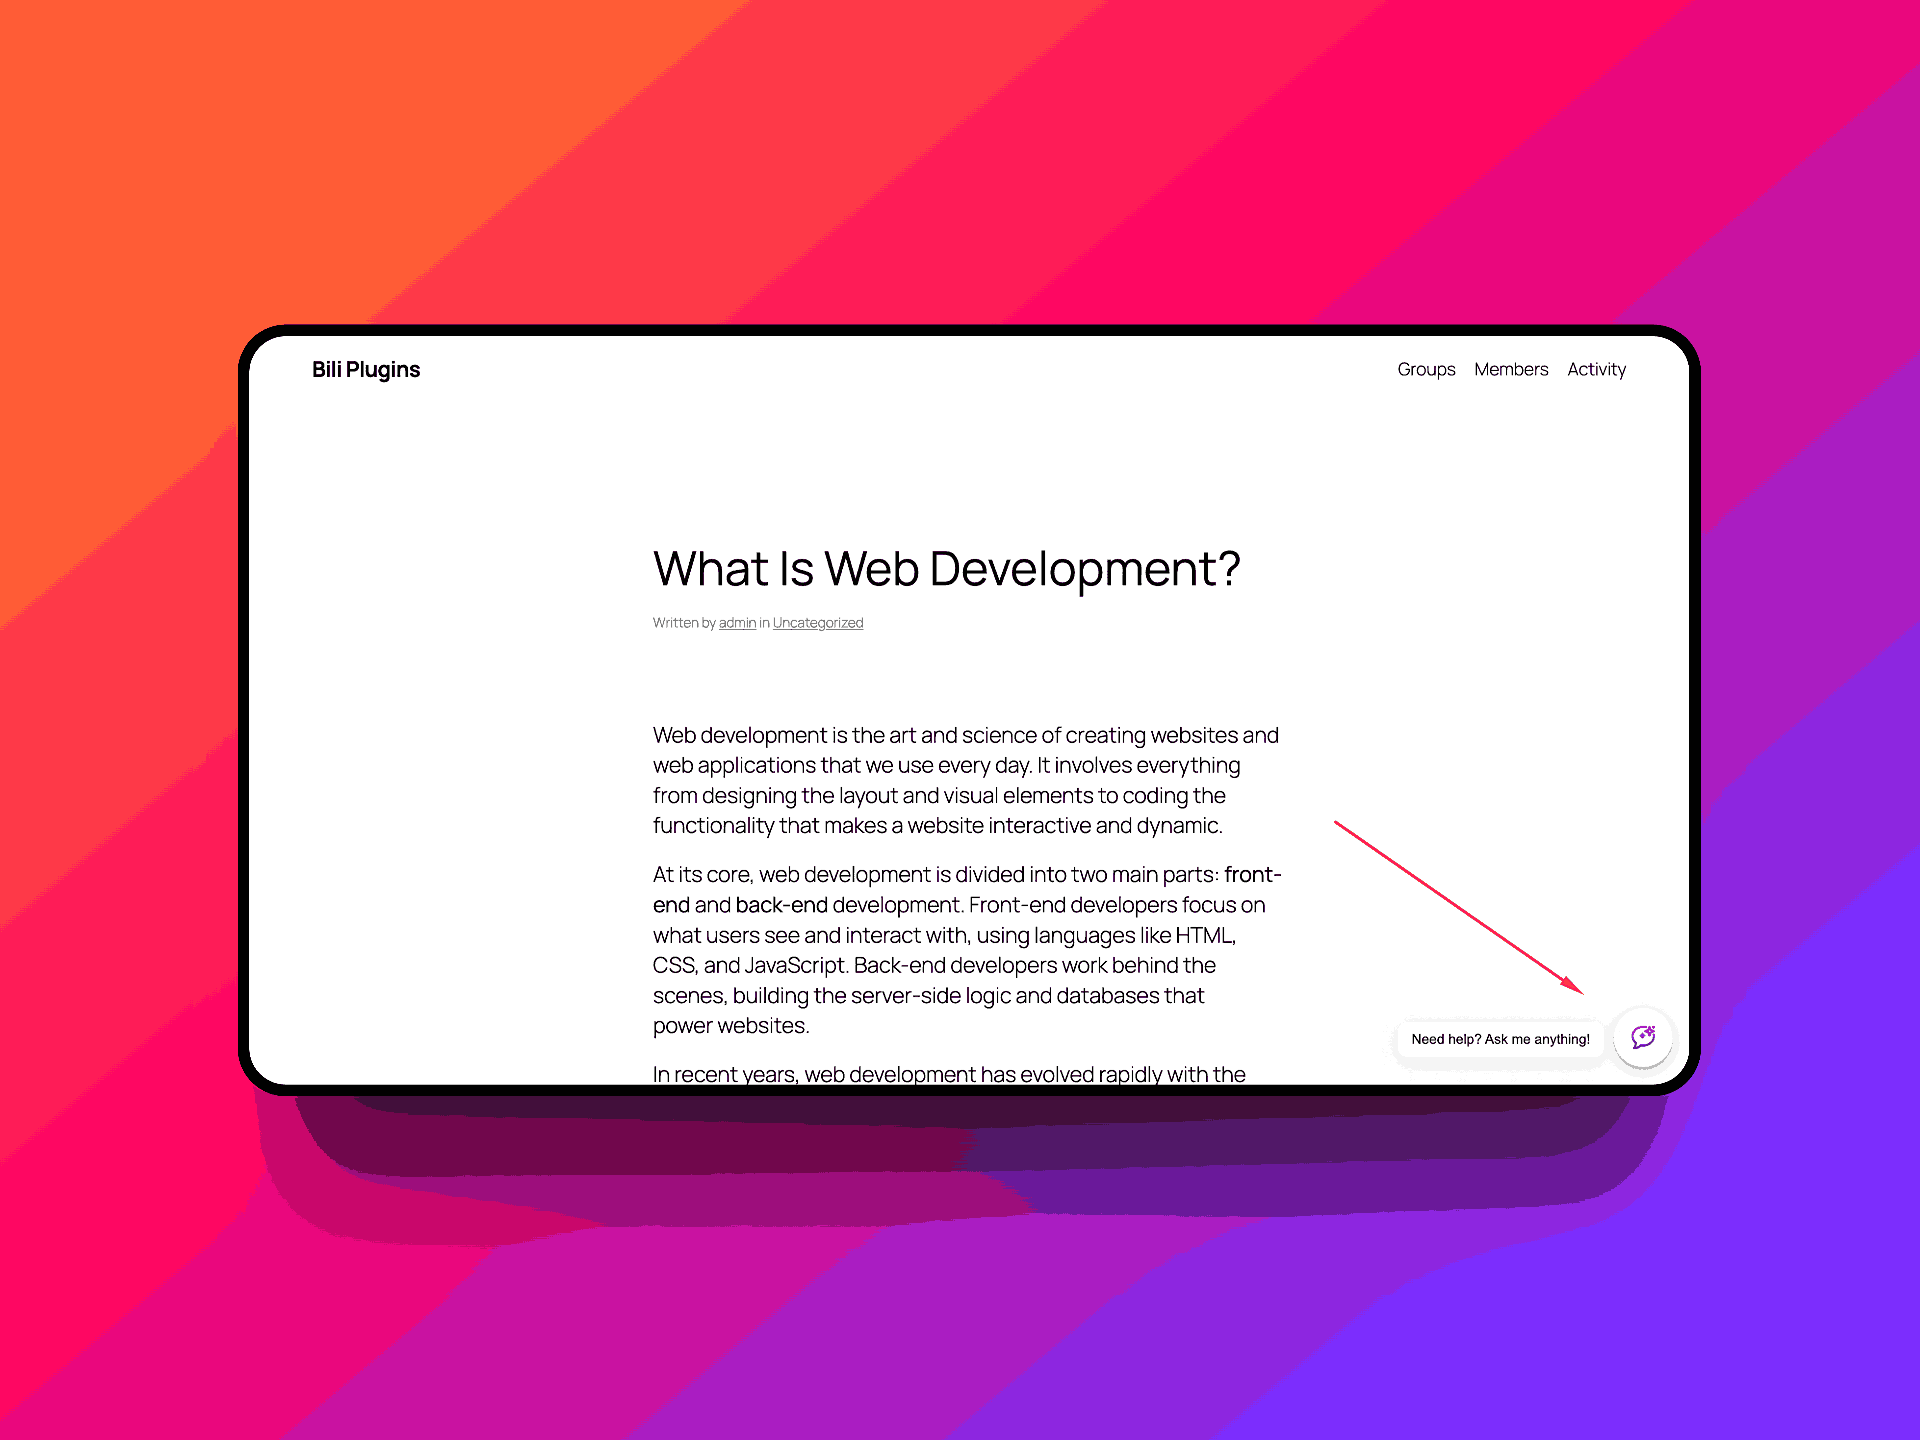 Bili Plugins
Groups Members Activity
What Is Web Development?
Written by admin in Uncategorized
Web development is the art and science of creating websites and
web applications that we use every day. It involves everything
from designing the layout and visual elements to coding the
functionality that makes a website interactive and dynamic.
At its core, web development is divided into two main parts: front-
end and back-end development. Front-end developers focus on
what users see and interact with, using languages like HTML,
CSS, and JavaScript. Back-end developers work behind the
scenes, building the server-side logic and databases that
power websites.
In recent years, web development has evolved rapidly with the
Need help? Ask me anything!